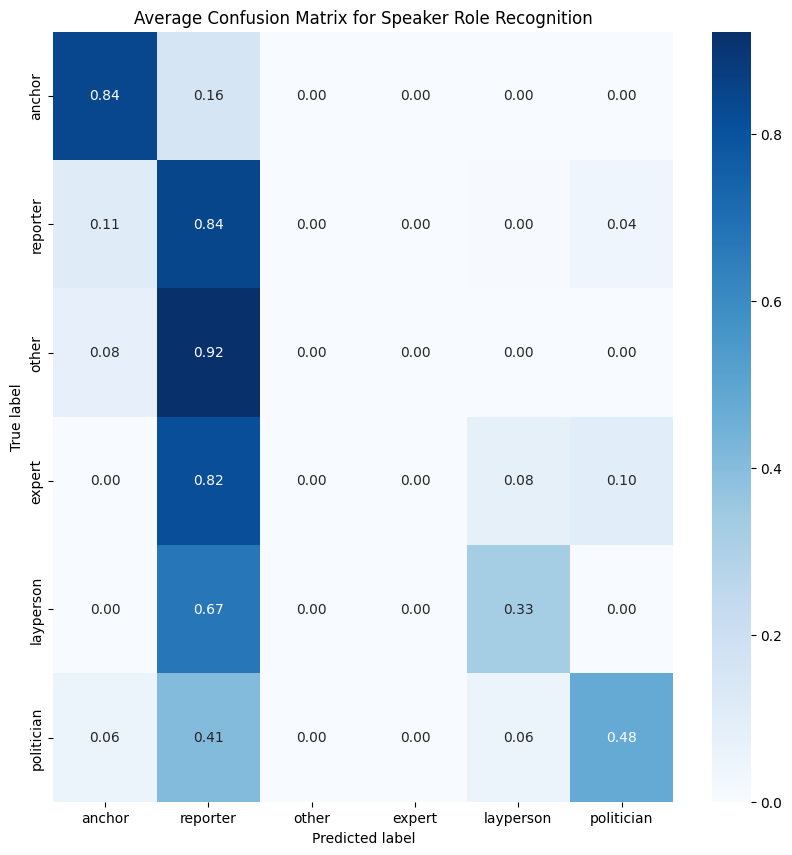 Average Confusion Matrix for Speaker Role Recognition
anchor 0.84 0.16 0.00 0.00 0.00 0.00
reporter 0.11 0.84 0.00 0.00 0.00 0.04
other 0.08 0.92 0.00 0.00 0.00 0.00
expert 0.00 0.82 0.00 0.00 0.08 0.10
layperson 0.00 0.67 0.00 0.00 0.33 0.00
politician 0.06 0.41 0.00 0.00 0.06 0.48
anchor reporter other expert layperson politician
Predicted label
True label
0.8
0.6
0.4
0.2
0.0